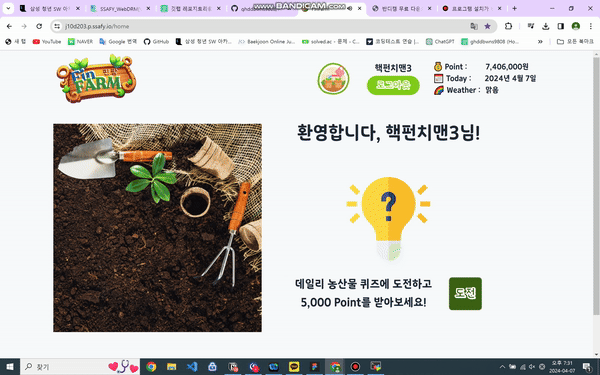 www.BANDICAM.com
삼성 청년 SW 아카
SSAFY_WebDR
깃랩 레포지토리
ghdd
반디캠 무료 다운
프로그램 설치가
j10d203.p.ssafy.io/home
새 탭
YouTube
NAVER
Google 번역
GitHub
삼성 청년 SW 아카...
Baekjoon Online Ju...
solved.ac - 문제 - C...
코딩테스트 연습 |...
ChatGPT
ghddbwns9808 (Ho...
모든 북마크
Fin 핀팜
FARM
핵펀치맨3
로그아웃
Point : 7,406,000원
Today : 2024년 4월 7일
Weather : 맑음
환영합니다, 핵펀치맨3님!
?
데일리 농산물 퀴즈에 도전하고
5,000 Point를 받아보세요!
도전
찾기
오후 7:31
2024-04-07